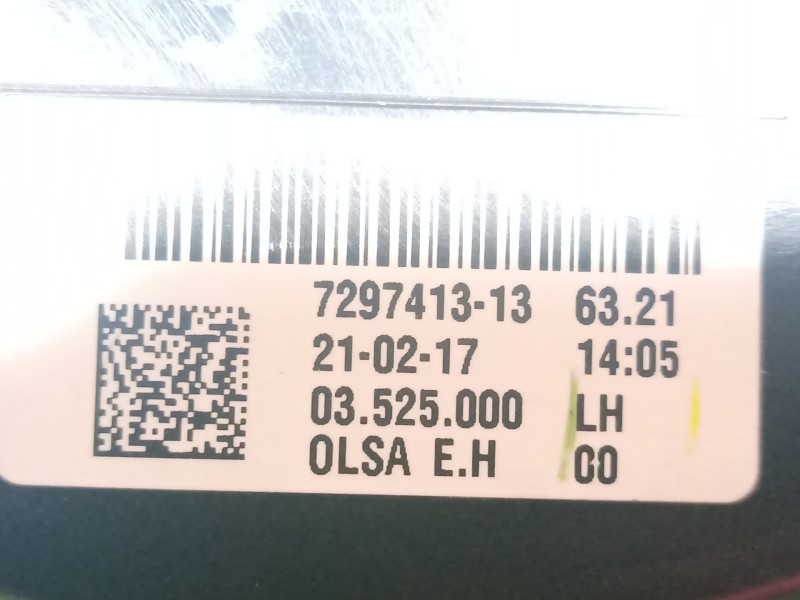 7297413-13 63.21
21-02-17 14:05
03.525.000 LH
OLSA E.H 00